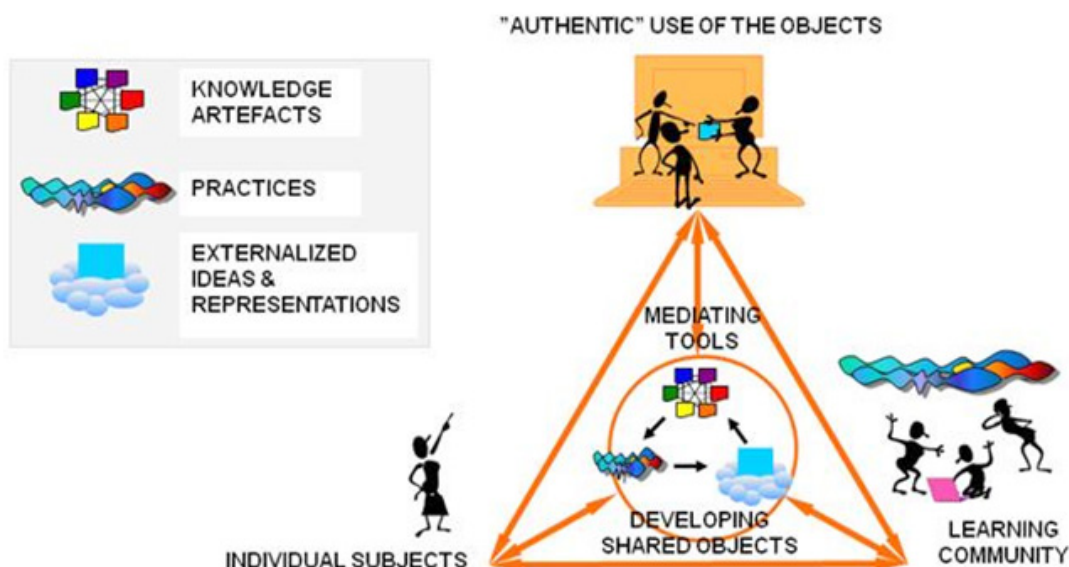 ”AUTHENTIC” USE OF THE OBJECTS
KNOWLEDGE
ARTEFACTS
PRACTICES
EXTERNALIZED
IDEAS &
REPRESENTATIONS
MEDIATING
TOOLS
DEVELOPING
SHARED OBJECTS
INDIVIDUAL SUBJECTS
LEARNING
COMMUNITY